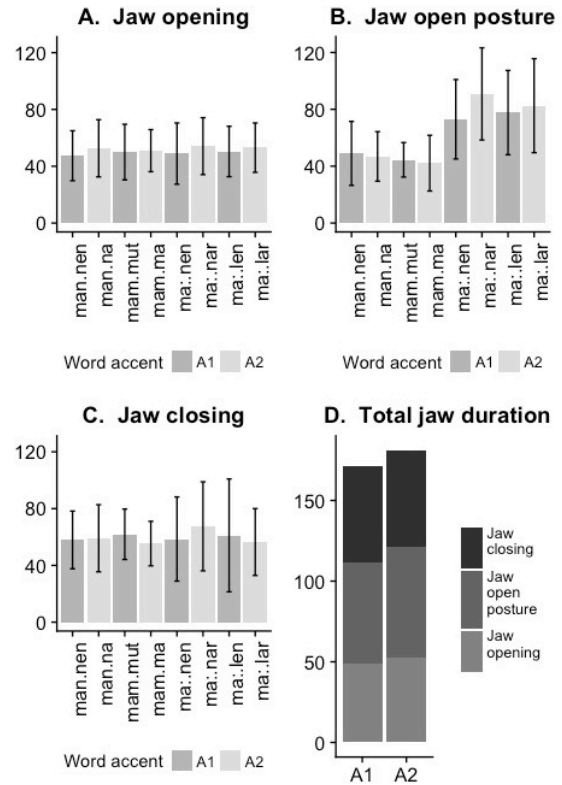 A. Jaw opening
120
80
40
0
man.nen
man.na
mam.mut
mam.ma
ma:.nen
ma:.nar
ma:.len
ma:.lar
Word accent A1 A2
B. Jaw open posture
120
80
40
0
man.nen
man.na
mam.mut
mam.ma
ma:.nen
ma:.nar
ma:.len
ma:.lar
Word accent A1 A2
C. Jaw closing
120
80
40
0
man.nen
man.na
mam.mut
mam.ma
ma:.nen
ma:.nar
ma:.len
ma:.lar
Word accent A1 A2
D. Total jaw duration
150
100
50
0
A1 A2
Jaw
closing
Jaw
open
posture
Jaw
opening